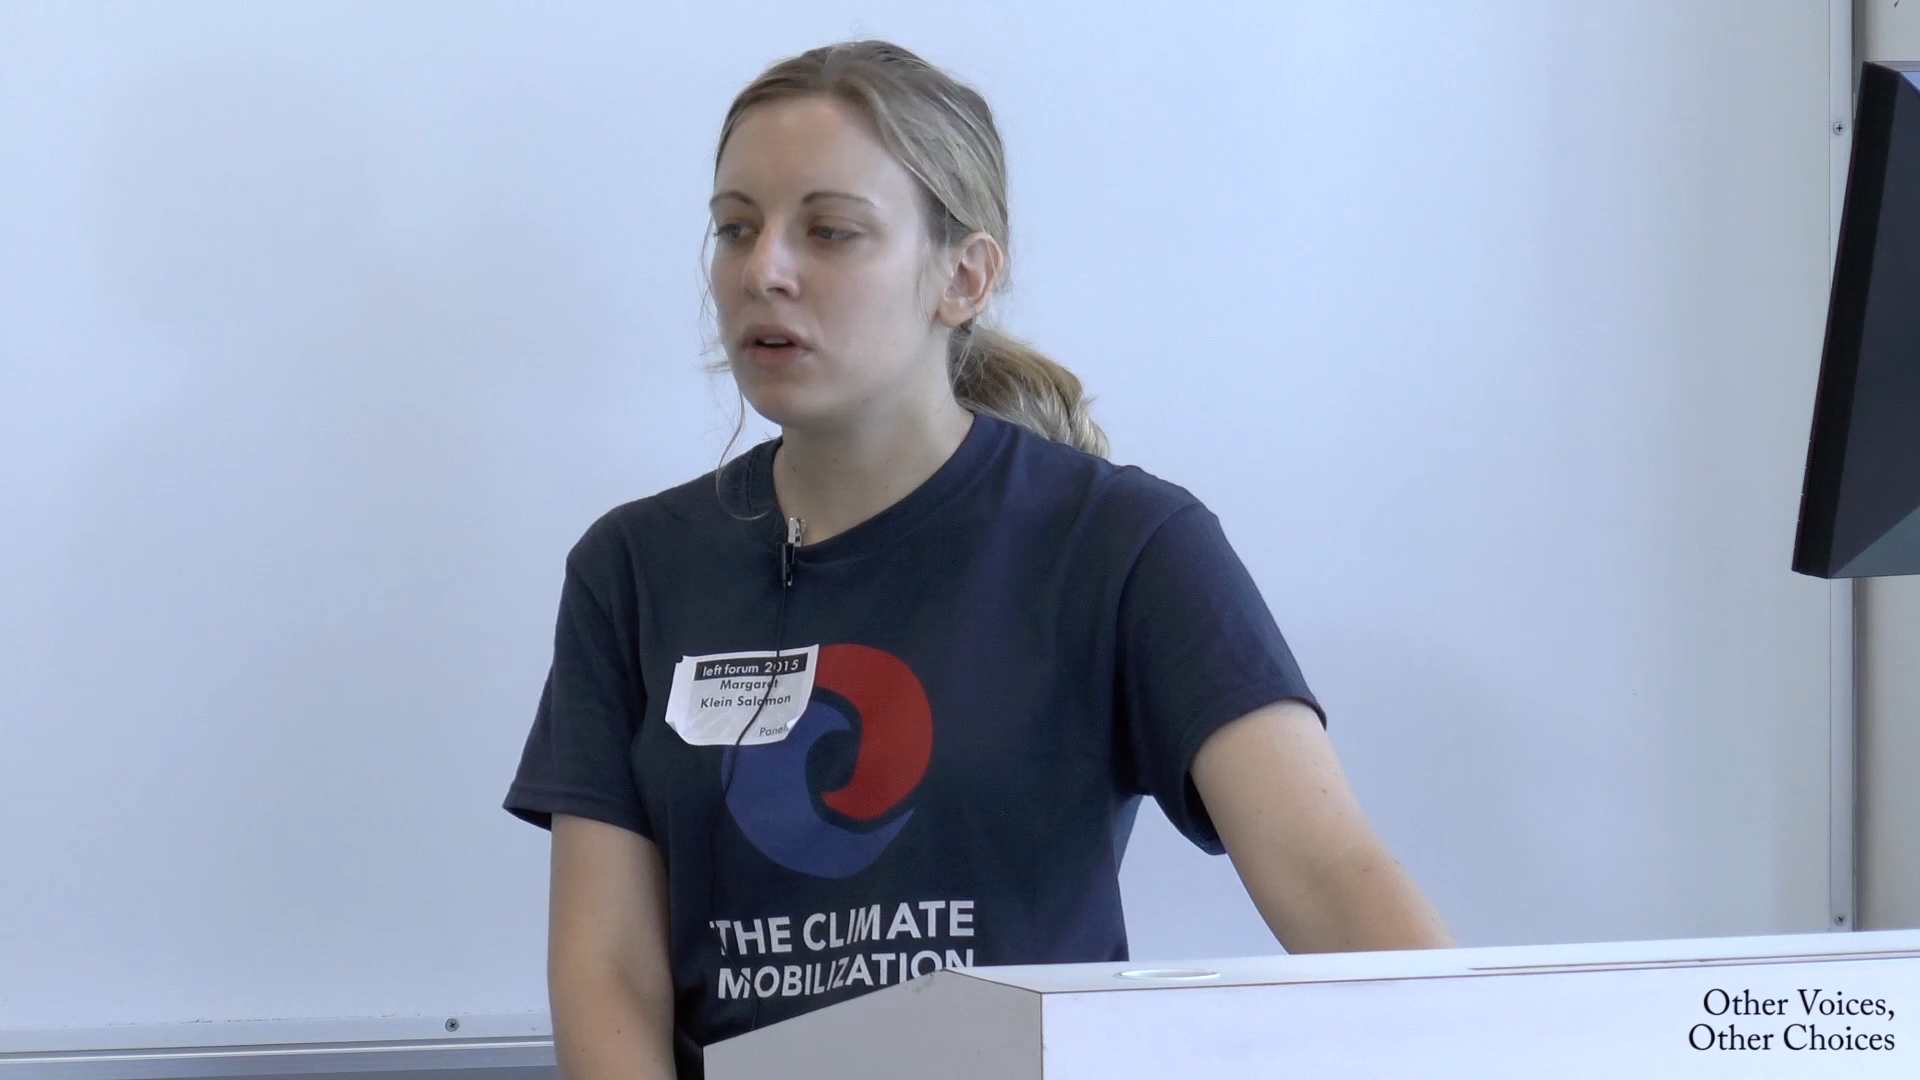 left forum 2015
Margaret
Klein Salamon
Panel
THE CLIMATE
MOBILIZATION
Other Voices,
Other Choices